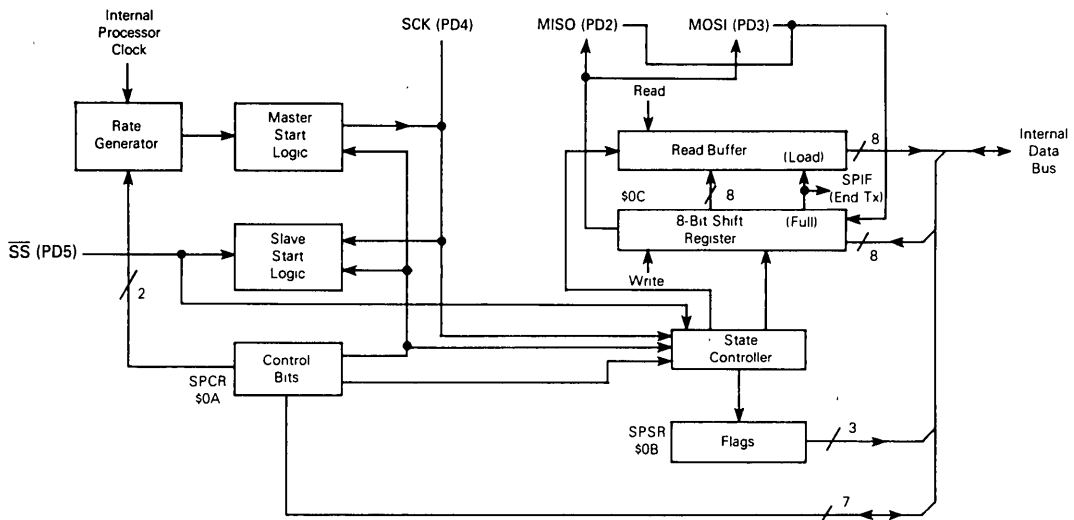 Internal
Processor
Clock
SCK (PD4)
MISO (PD2)
MOSI (PD3)
Read
Rate
Generator
Master
Start
Logic
Read Buffer
(Load)
8
Internal
Data
Bus
8
SPIF
(End Tx)
$0C
8-Bit Shift
Register
(Full)
SS (PD5)
Slave
Start
Logic
8
Write
2
State
Controller
Control
Bits
SPCR
$0A
SPSR
$0B
Flags
3
7